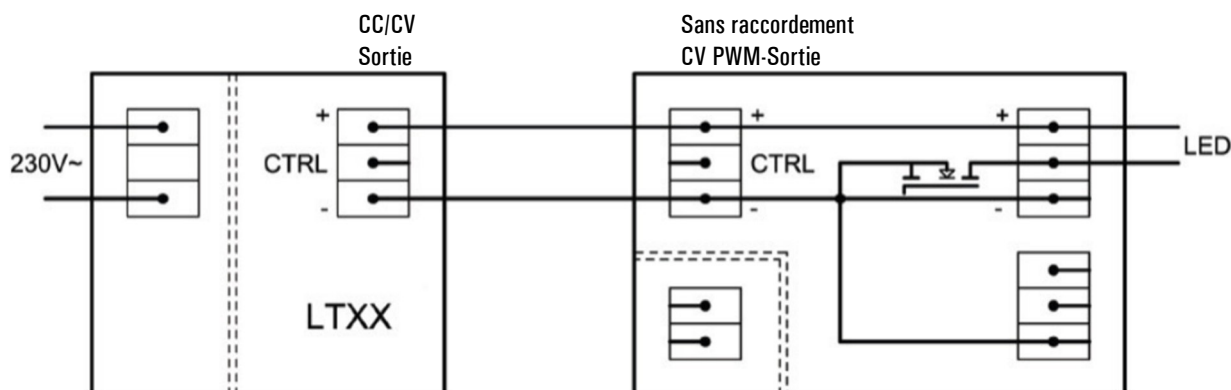 CC/CV
Sortie
Sans raccordement
CV PWM-Sortie
230V~
+
CTRL
-
LTXX
+
CTRL
-
+
-
LED